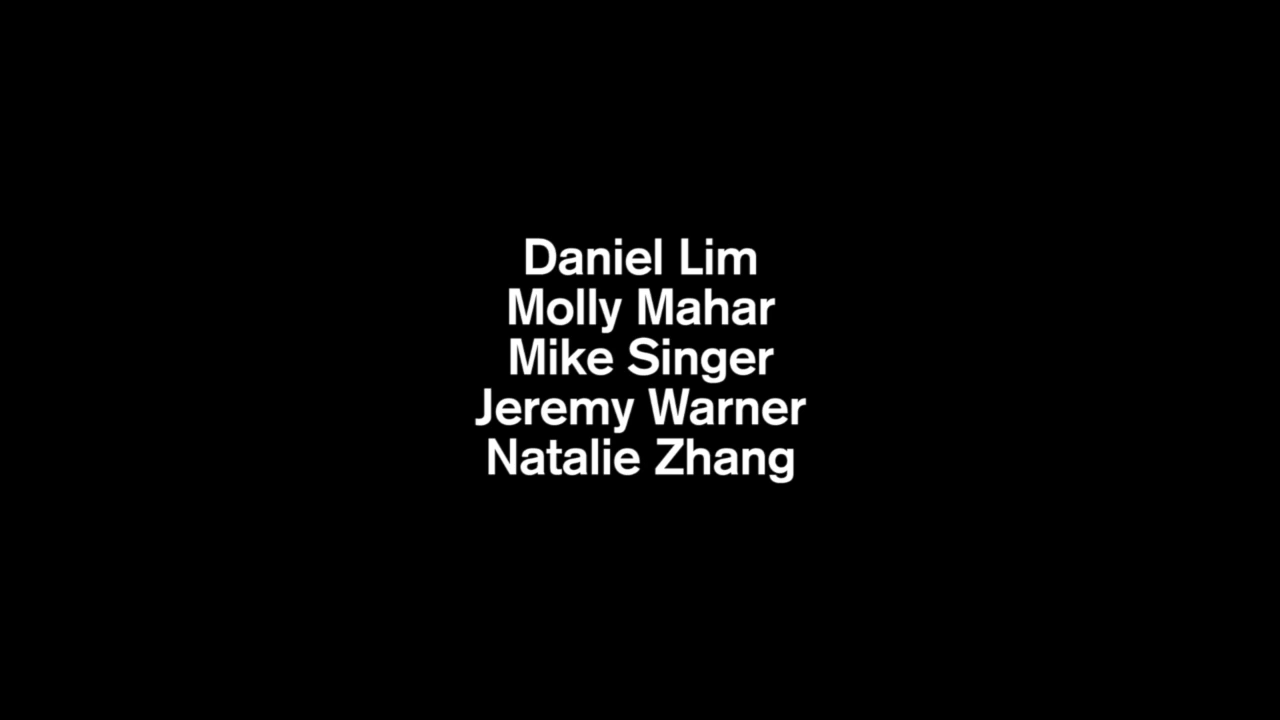 Daniel Lim
Molly Mahar
Mike Singer
Jeremy Warner
Natalie Zhang